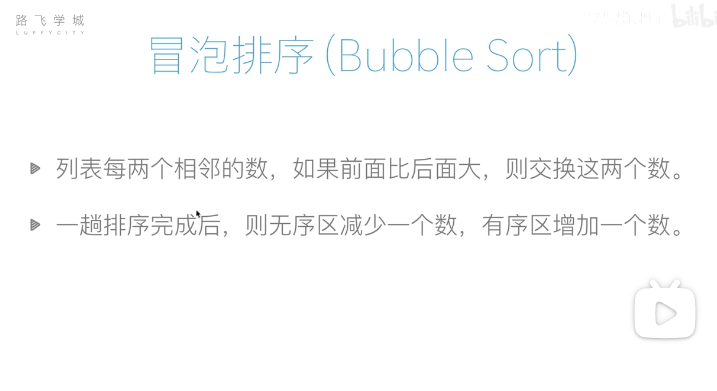 路飞学城
LUFFYCITY
bilibili
冒泡排序 (Bubble Sort)
列表每两个相邻的数，如果前面比后面大，则交换这两个数。
一趟排序完成后，则无序区减少一个数，有序区增加一个数。